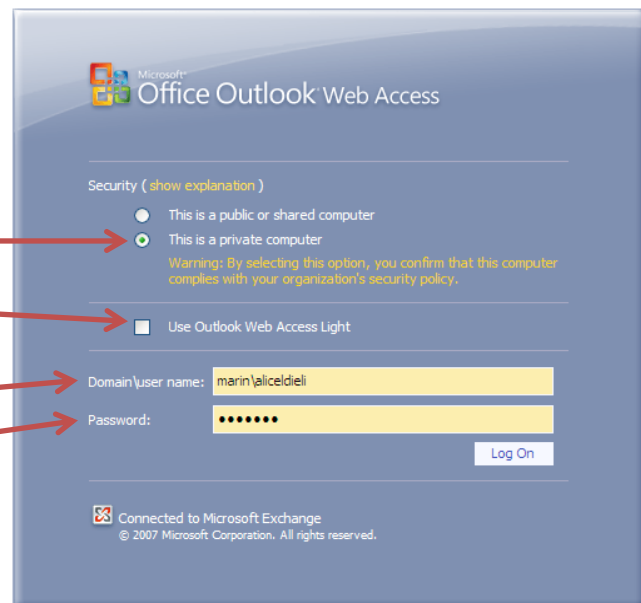 Microsoft®
Office Outlook® Web Access
Security ( show explanation )
This is a public or shared computer
This is a private computer
Warning: By selecting this option, you confirm that this computer
complies with your organization's security policy.
Use Outlook Web Access Light
Domain\user name: marin\aliceldieli
Password: •••••••
Log On
Connected to Microsoft Exchange
© 2007 Microsoft Corporation. All rights reserved.